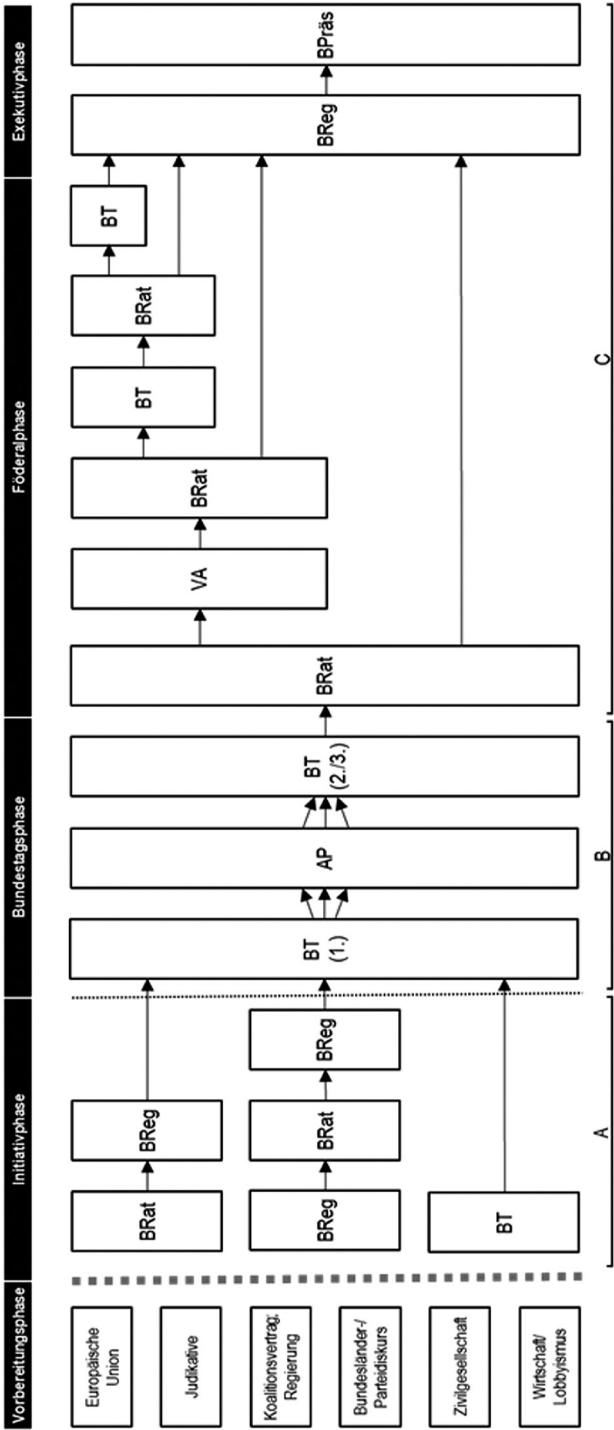 Vorbereitungsphase
Initiativphase
Bundestagsphase
Föderalphase
Exekutivphase
Europäische
Union
Judikative
Koalitionsvertrag;
Regierung
Bundesländer-/
Parteidiskurs
Zivilgesellschaft
Wirtschaft/
Lobbyismus
BRat
BReg
BReg
BRat
BReg
BT
BT
(1.)
AP
BT
(2./3.)
BRat
VA
BRat
BT
BRat
BT
BReg
BPräs
A
B
C